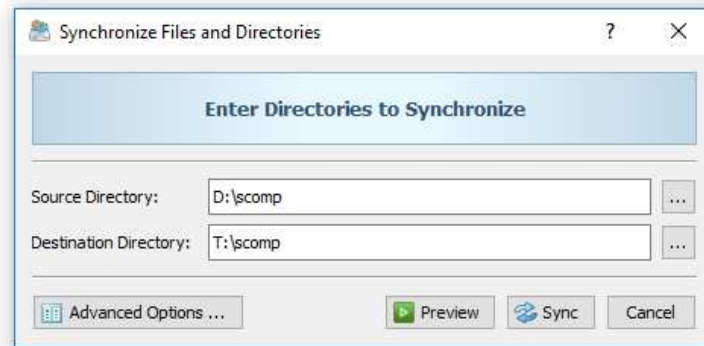 Synchronize Files and Directories ?
Enter Directories to Synchronize
Source Directory: D:\scomp ...
Destination Directory: T:\scomp ...
Advanced Options ... Preview Sync Cancel